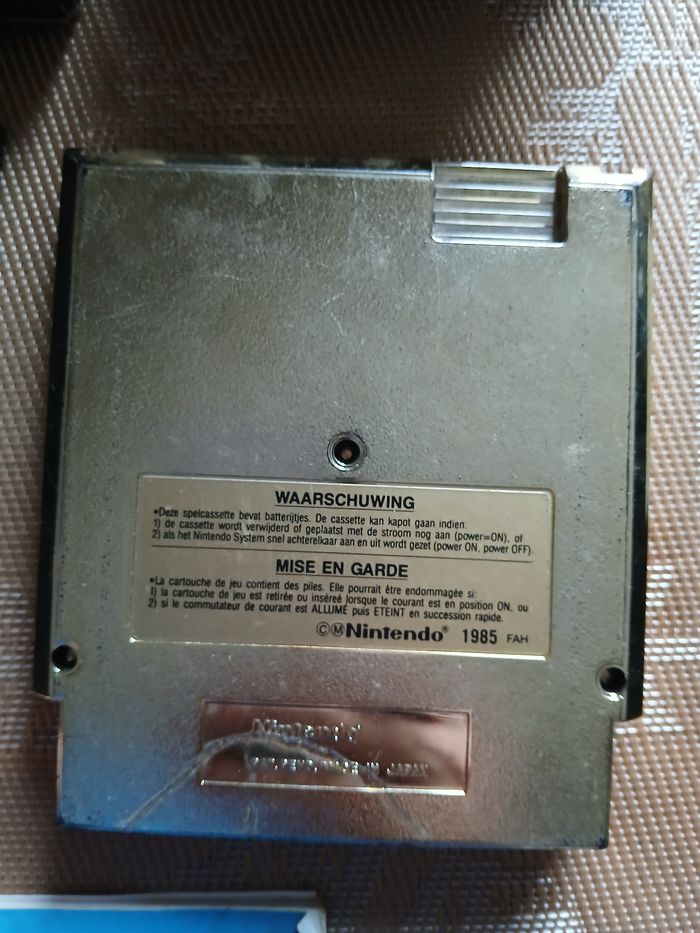 WAARSCHUWING
•Deze spelcassette bevat batterijtjes. De cassette kan kapot gaan indien:
1) de cassette wordt verwijderd of geplaatst met de stroom nog aan (power=ON), of
2) als het Nintendo System snel achterelkaar aan en uit wordt gezet (power ON, power OFF).
MISE EN GARDE
•La cartouche de jeu contient des piles. Elle pourrait être endommagée si:
1) la cartouche de jeu est retirée ou insérée lorsque le courant est en position ON, ou
2) si le commutateur de courant est ALLUMÉ puis ETEINT en succession rapide.
©ⓂNintendo® 1985 FAH
Nintendo
MADE IN JAPAN